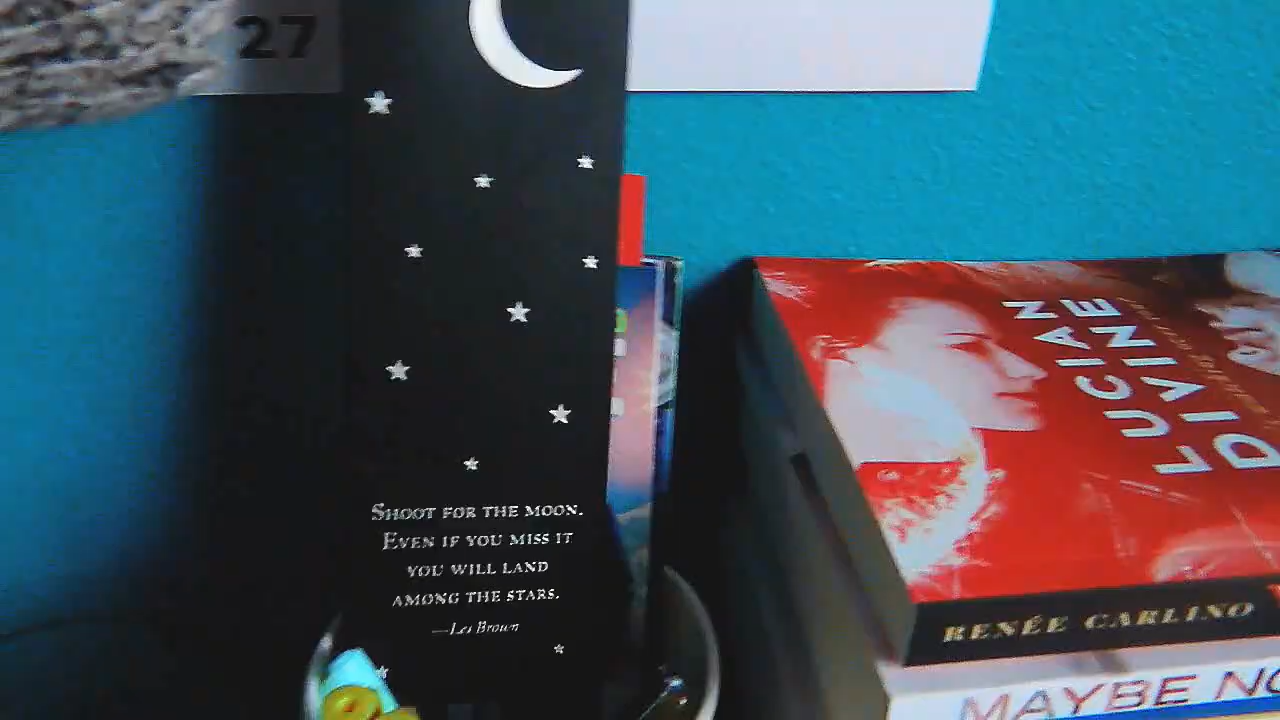 27
SHOOT FOR THE MOON.
EVEN IF YOU MISS IT
YOU WILL LAND
AMONG THE STARS.
—Les Brown
LUCIAN
DIVINE
RENÉE CARLINO
MAYBE